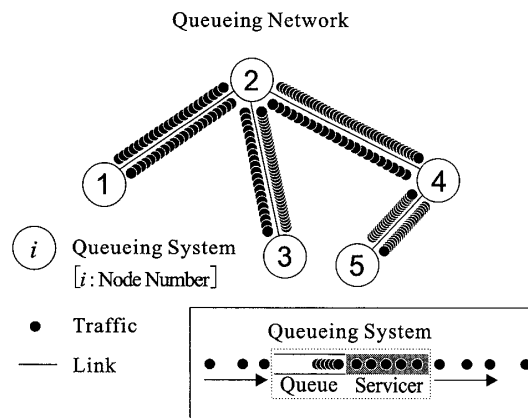 Queueing Network
2
1
4
3
5
i
Queueing System
[i : Node Number]
Traffic
Link
Queueing System
Queue
Servicer